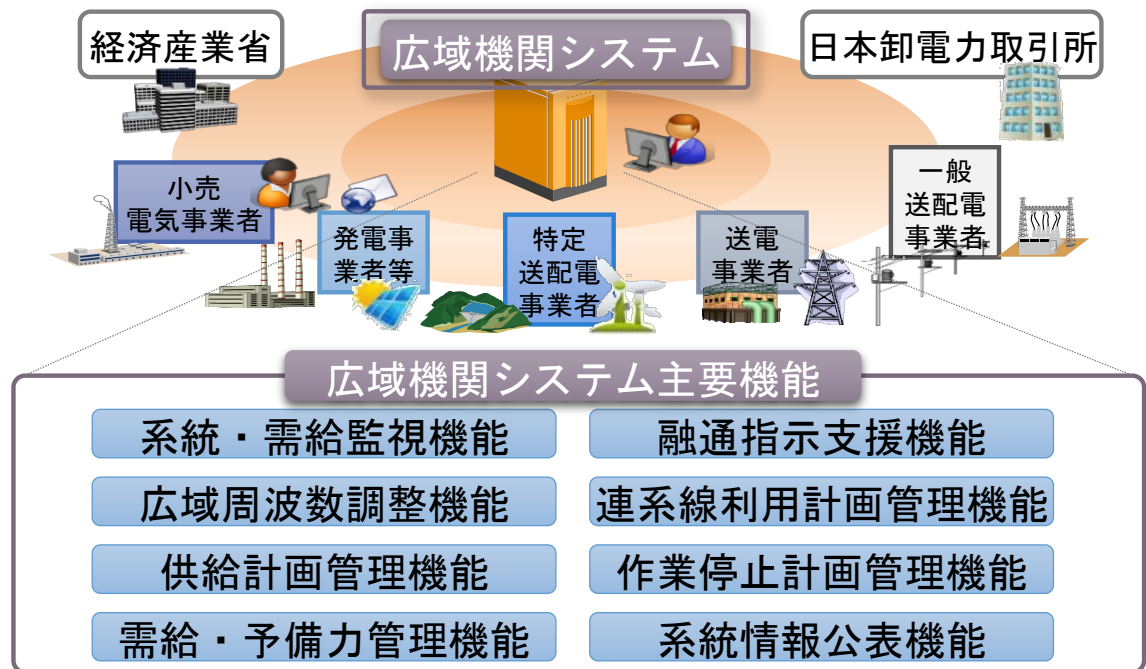 経済産業省
広域機関システム
日本卸電力取引所
小売
電気事業者
発電事
業者等
特定
送配電
事業者
送電
事業者
一般
送配電
事業者
広域機関システム主要機能
系統・需給監視機能
融通指示支援機能
広域周波数調整機能
連系線利用計画管理機能
供給計画管理機能
作業停止計画管理機能
需給・予備力管理機能
系統情報公表機能